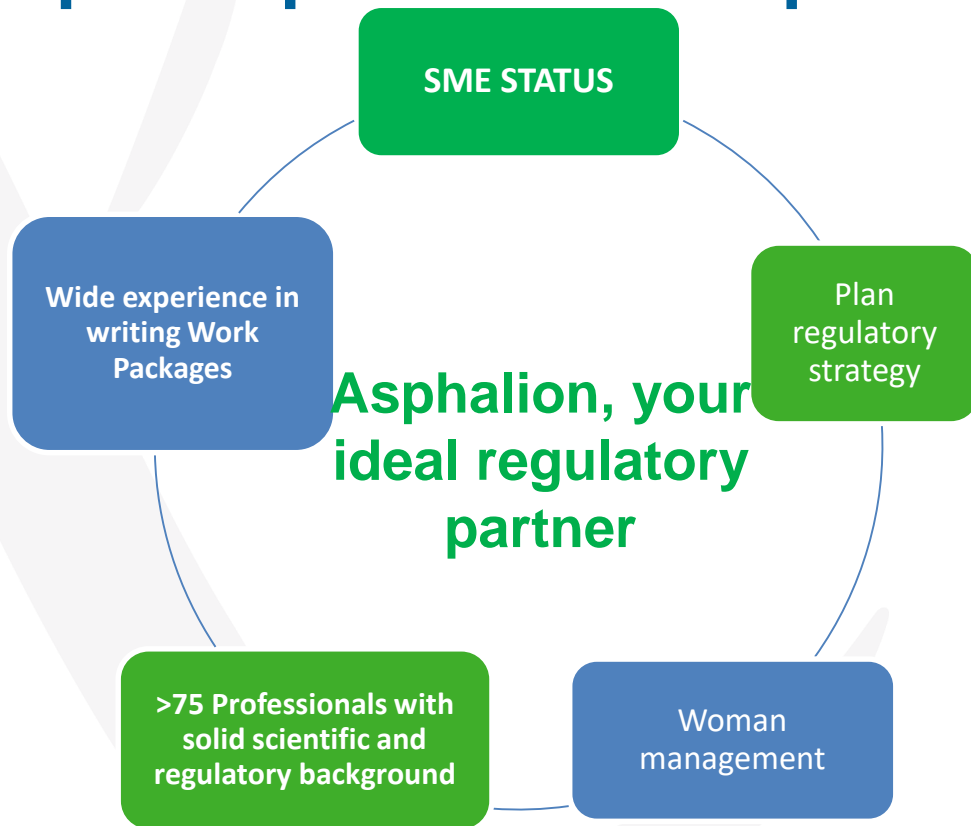 SME STATUS
Plan
regulatory
strategy
Wide experience in
writing Work
Packages
Asphalion, your
ideal regulatory
partner
>75 Professionals with
solid scientific and
regulatory background
Woman
management